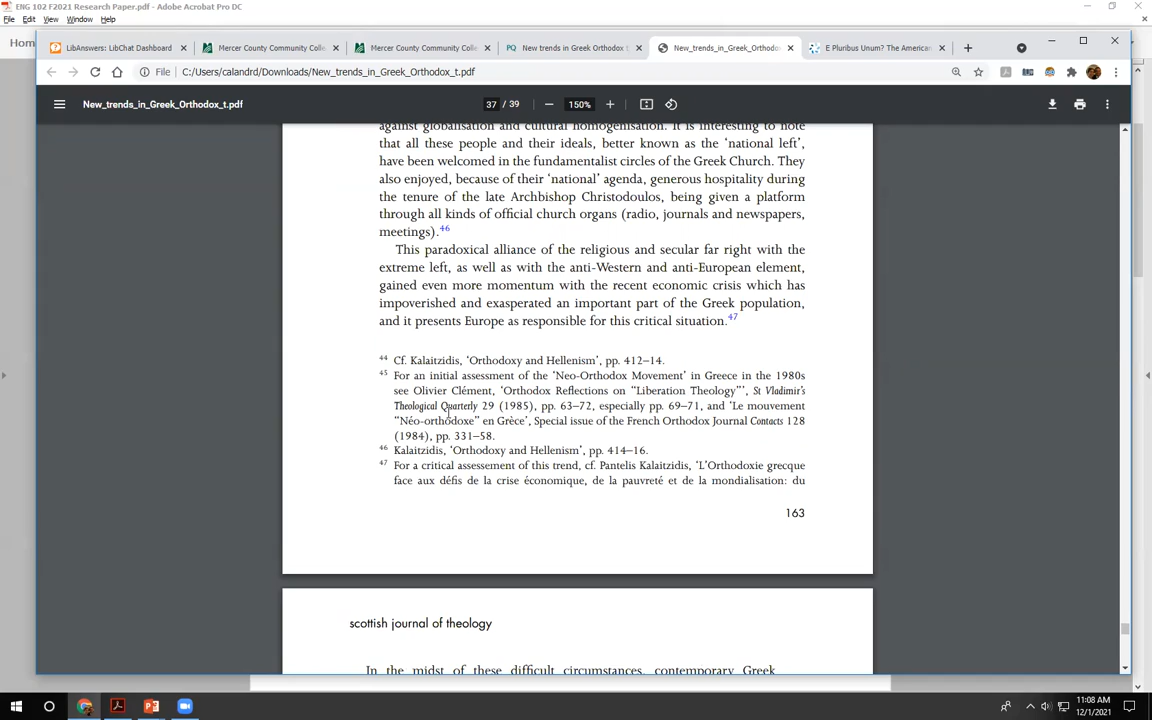 ENG 102 F2021 Research Paper.pdf - Adobe Acrobat Pro DC
File Edit View Window Help
Hom
LibAnswers: LibChat Dashboard
Mercer County Community Colle
Mercer County Community Colle
PQ New trends in Greek Orthodox t
New_trends_in_Greek_Orthodox
E Pluribus Unum? The American
File C:/Users/calandrd/Downloads/New_trends_in_Greek_Orthodox_t.pdf
New_trends_in_Greek_Orthodox_t.pdf
37 / 39
150%
against globalisation and cultural homogenisation. It is interesting to note
that all these people and their ideals, better known as the ‘national left’,
have been welcomed in the fundamentalist circles of the Greek Church. They
also enjoyed, because of their ‘national’ agenda, generous hospitality during
the tenure of the late Archbishop Christodoulos, being given a platform
through all kinds of official church organs (radio, journals and newspapers,
meetings).46
This paradoxical alliance of the religious and secular far right with the
extreme left, as well as with the anti-Western and anti-European element,
gained even more momentum with the recent economic crisis which has
impoverished and exasperated an important part of the Greek population,
and it presents Europe as responsible for this critical situation.47
44 Cf. Kalaitzidis, ‘Orthodoxy and Hellenism’, pp. 412–14.
45 For an initial assessment of the ‘Neo-Orthodox Movement’ in Greece in the 1980s
see Olivier Clément, ‘Orthodox Reflections on “Liberation Theology”’, St Vladimir’s
Theological Quarterly 29 (1985), pp. 63–72, especially pp. 69–71, and ‘Le mouvement
“Néo-orthodoxe” en Grèce’, Special issue of the French Orthodox Journal Contacts 128
(1984), pp. 331–58.
46 Kalaitzidis, ‘Orthodoxy and Hellenism’, pp. 414–16.
47 For a critical assessement of this trend, cf. Pantelis Kalaitzidis, ‘L’Orthodoxie grecque
face aux défis de la crise économique, de la pauvreté et de la mondialisation: du
163
scottish journal of theology
In the midst of these difficult circumstances, contemporary Greek
11:08 AM
12/1/2021